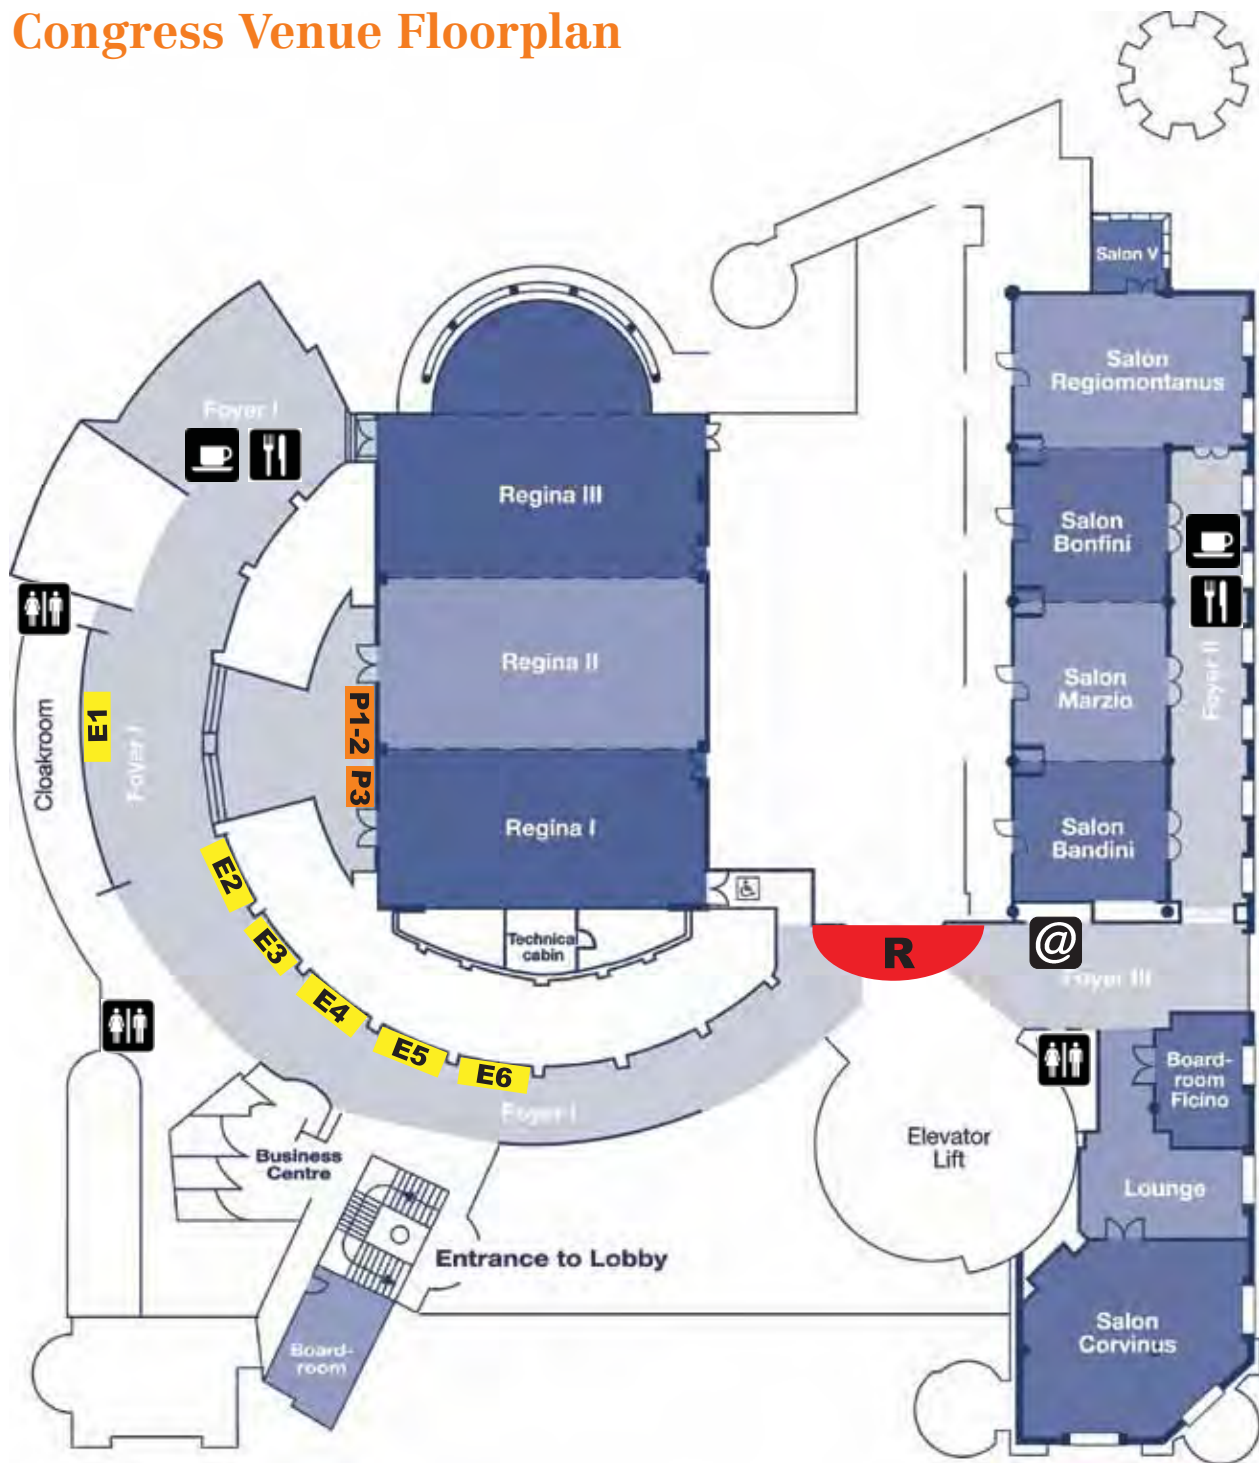 Congress Venue Floorplan
Salon V
Salon
Regiomontanus
Foyer I
Regina III
Salon
Bonfini
Regina II
Salon
Marzio
Foyer II
Cloakroom
E1
Foyer I
P1-2
P3
Regina I
Salon
Bandini
E2
E3
E4
E5
E6
Technical
cabin
R
@
Foyer III
Foyer I
Board-
room
Ficino
Elevator
Lift
Business
Centre
Lounge
Entrance to Lobby
Salon
Corvinus
Board-
room